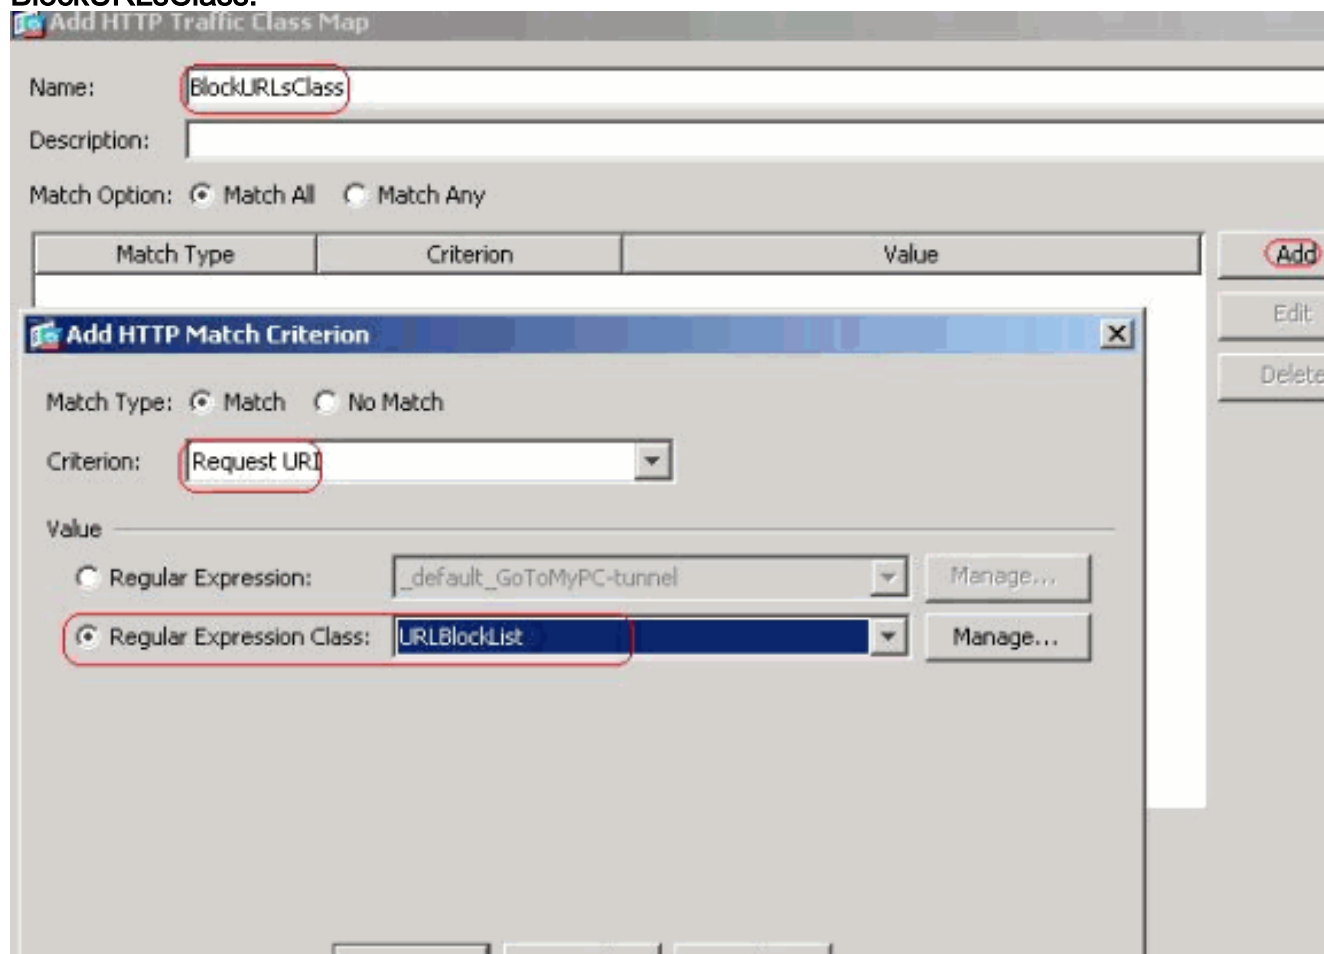 BlockURLsClass.
Add HTTP Traffic Class Map
Name: BlockURLsClass
Description:
Match Option: Match All Match Any
Match Type Criterion Value
Add
Edit
Delete
Add HTTP Match Criterion
Match Type: Match No Match
Criterion: Request URI
Value
Regular Expression: _default_GoToMyPC-tunnel Manage...
Regular Expression Class: URLBlockList Manage...